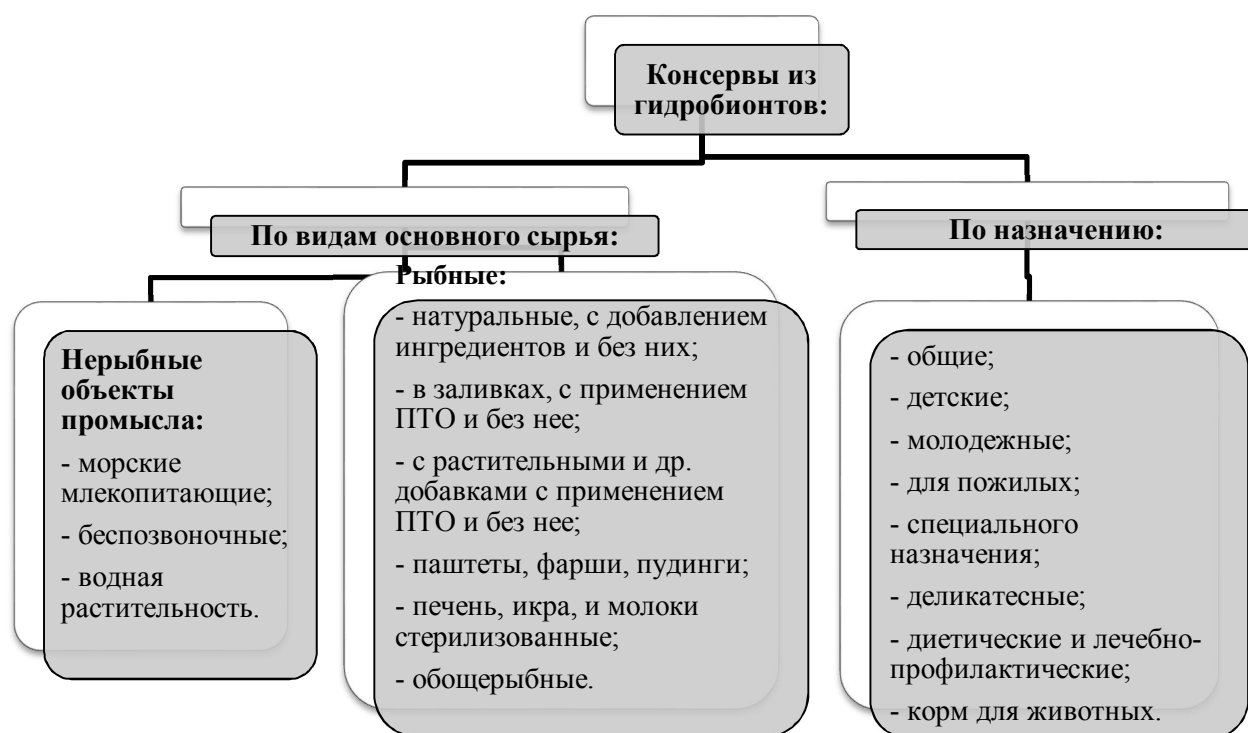 Консервы из
гидробионтов:
По видам основного сырья:
По назначению:
Нерыбные
объекты
промысла:
- морские
млекопитающие;
- беспозвоночные;
- водная
растительность.
Рыбные:
- натуральные, с добавлением
ингредиентов и без них;
- в заливках, с применением
ПТО и без нее;
- с растительными и др.
добавками с применением
ПТО и без нее;
- паштеты, фарши, пудинги;
- печень, икра, и молоки
стерилизованные;
- обощерыбные.
- общие;
- детские;
- молодежные;
- для пожилых;
- специального
назначения;
- деликатесные;
- диетические и лечебно-
профилактические;
- корм для животных.